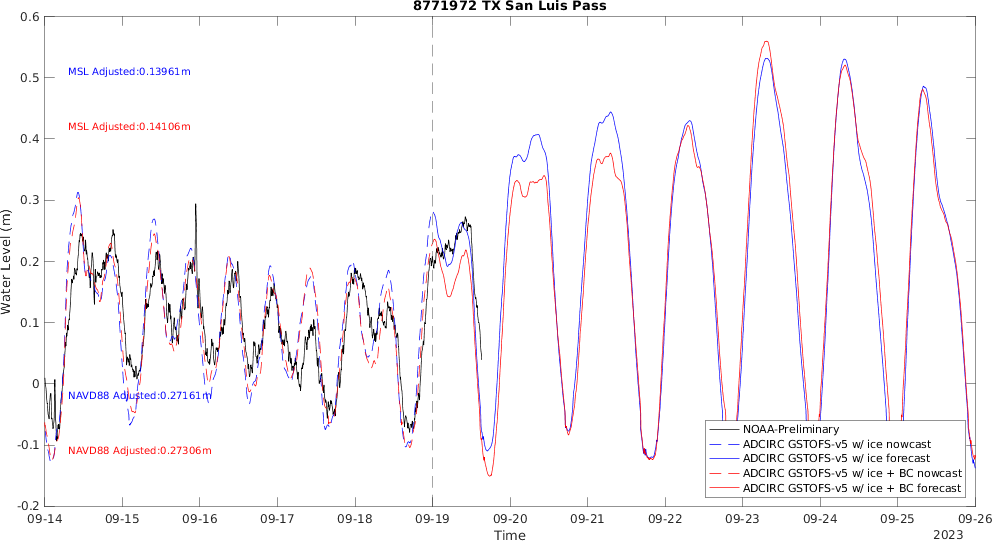 8771972 TX San Luis Pass
0.6
0.5
0.4
0.3
0.2
0.1
0
-0.1
-0.2
Water Level (m)
MSL Adjusted:0.13961m
MSL Adjusted:0.14106m
NAVD88 Adjusted:0.27161m
NAVD88 Adjusted:0.27306m
NOAA-Preliminary
ADCIRC GSTOFS-v5 w/ ice nowcast
ADCIRC GSTOFS-v5 w/ ice forecast
ADCIRC GSTOFS-v5 w/ ice + BC nowcast
ADCIRC GSTOFS-v5 w/ ice + BC forecast
09-14 09-15 09-16 09-17 09-18 09-19 09-20 09-21 09-22 09-23 09-24 09-25 09-26
Time
2023